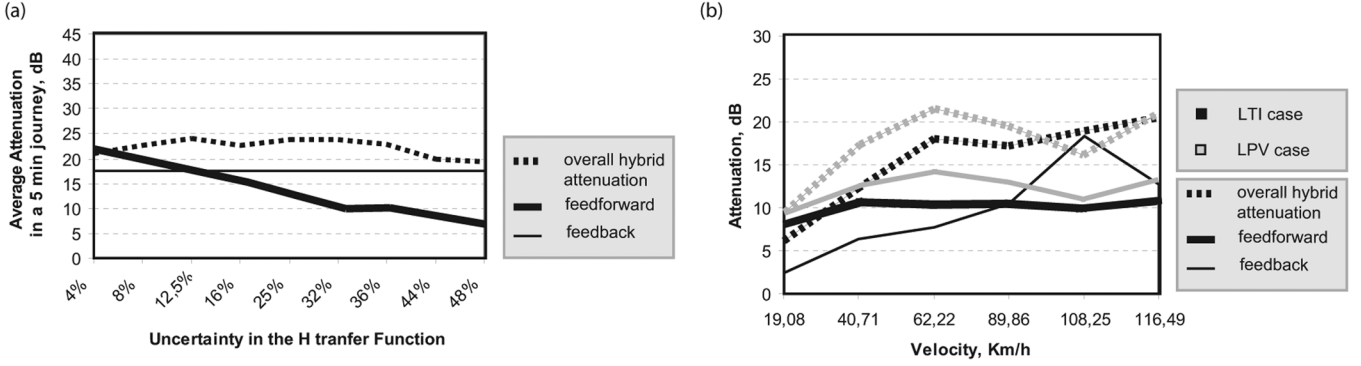 (a)
Average Attenuation
in a 5 min journey, dB
45
40
35
30
25
20
15
10
5
0
4%
8%
12,5%
16%
25%
32%
36%
44%
48%
Uncertainty in the H tranfer Function
overall hybrid
attenuation
feedforward
feedback
(b)
Attenuation, dB
30
25
20
15
10
5
0
19,08
40,71
62,22
89,86
108,25
116,49
Velocity, Km/h
LTI case
LPV case
overall hybrid
attenuation
feedforward
feedback